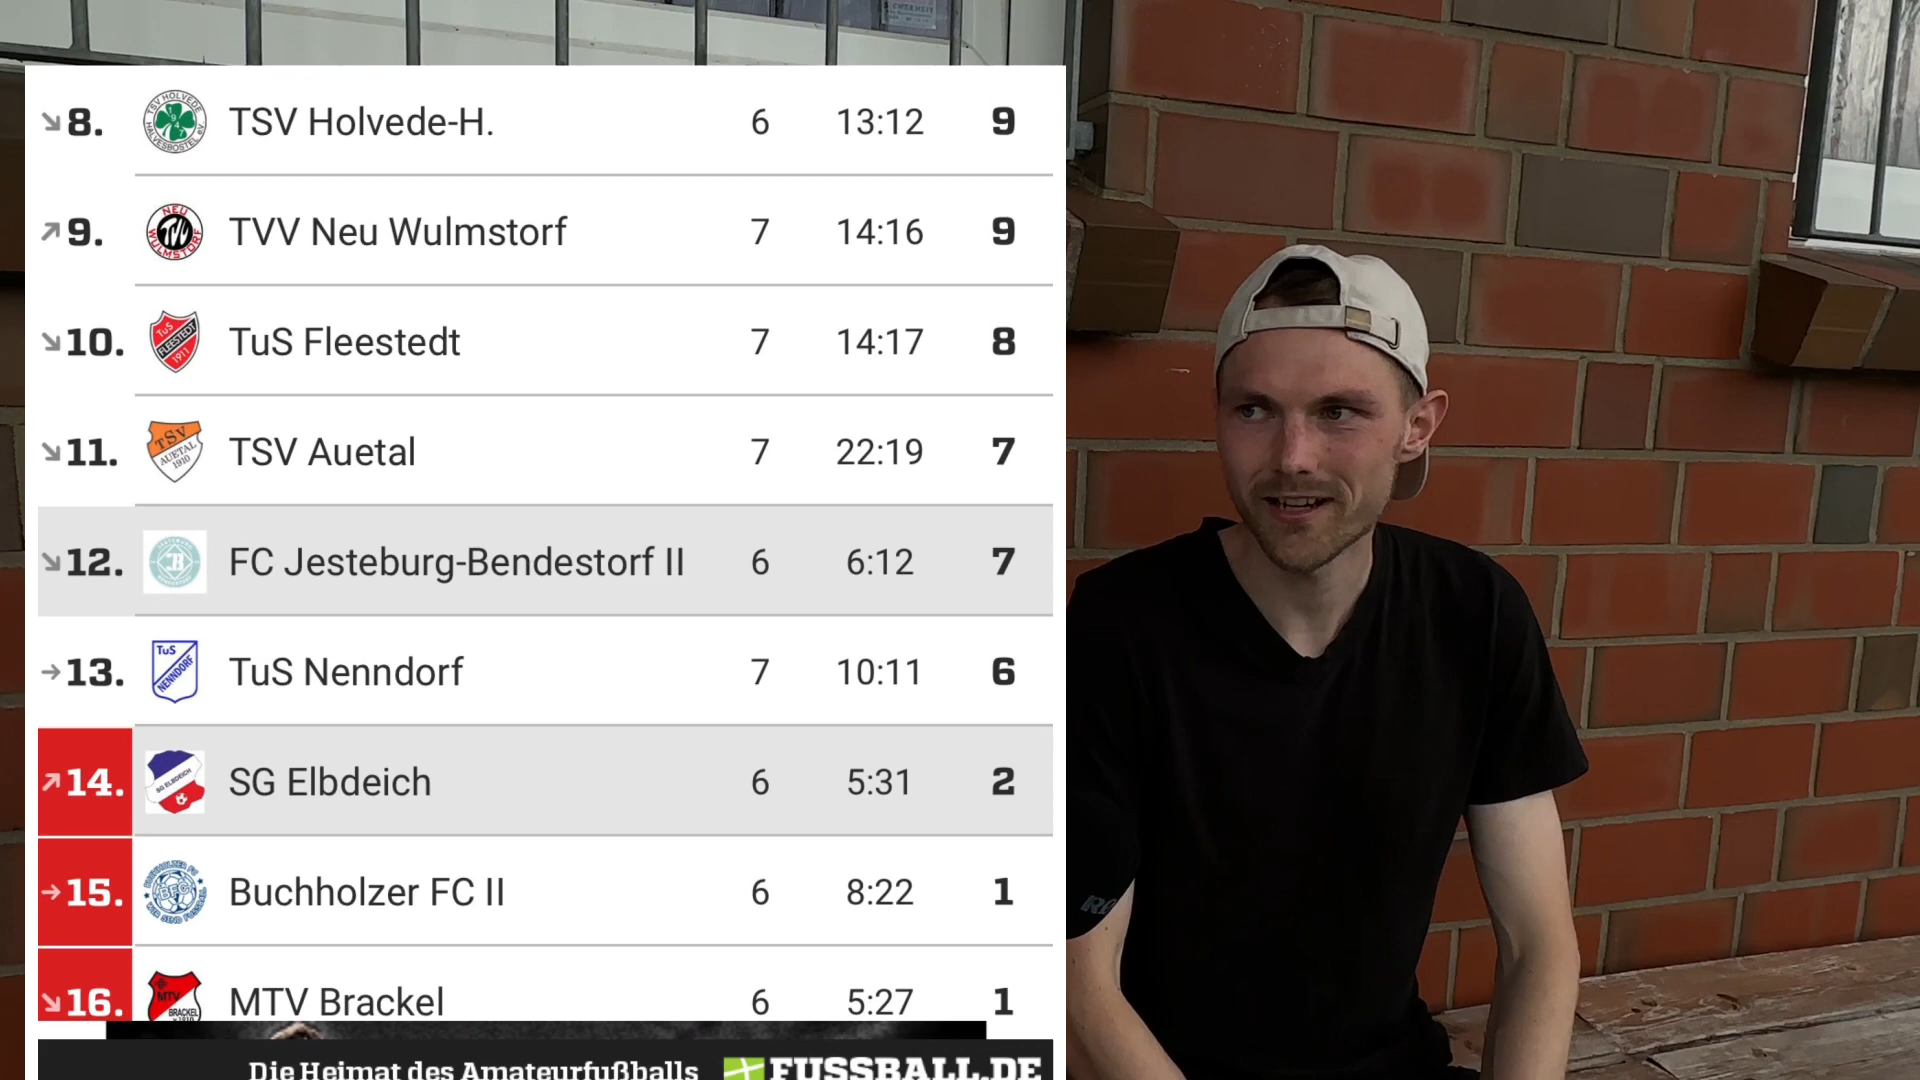 8. TSV Holvede-H. 6 13:12 9
9. TVV Neu Wulmstorf 7 14:16 9
10. TuS Fleestedt 7 14:17 8
11. TSV Auetal 7 22:19 7
12. FC Jesteburg-Bendestorf II 6 6:12 7
13. TuS Nenndorf 7 10:11 6
14. SG Elbdeich 6 5:31 2
15. Buchholzer FC II 6 8:22 1
16. MTV Brackel 6 5:27 1
Die Heimat des Amateurfußballs FUSSBALL.DE